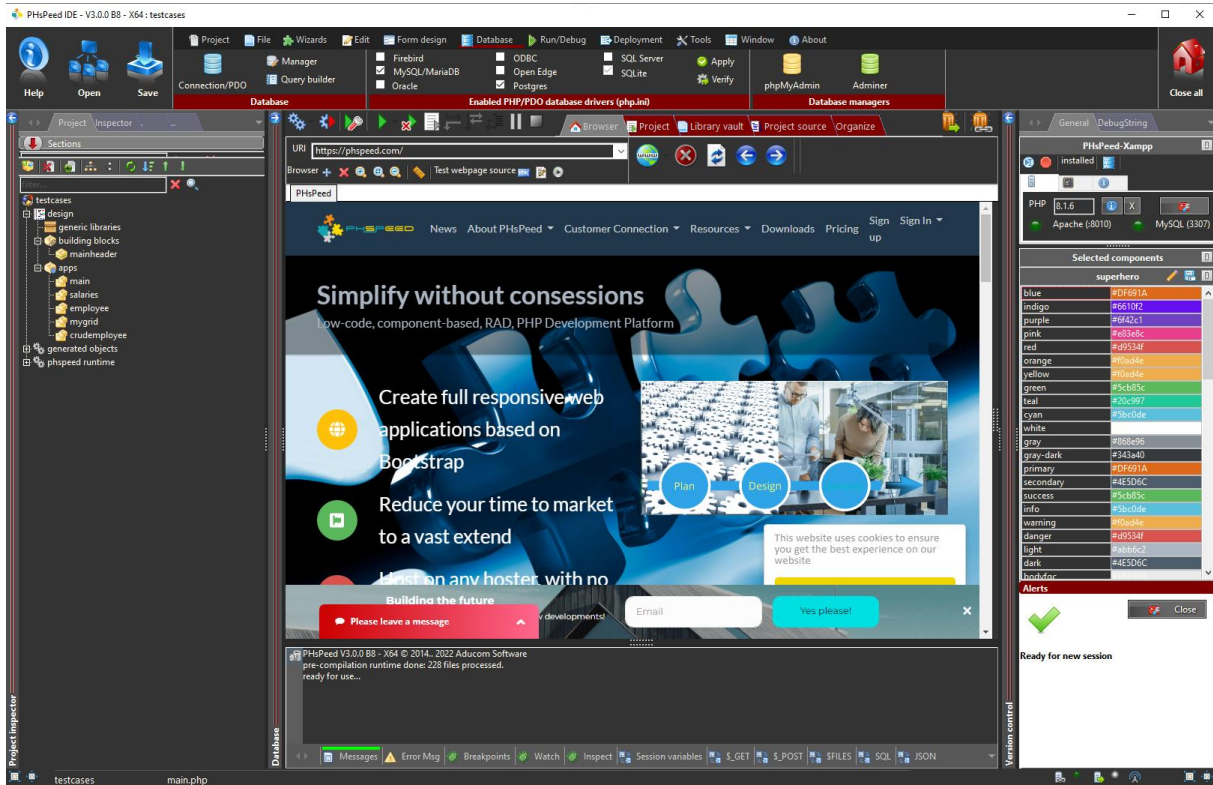 PHsPeed IDE - V3.0.0 B8 - X64 : testcases
Project File Wizards Edit Form design Database Run/Debug Deployment Tools Window About
Help Open Save
Connection/PDO
Manager
Query builder
Database
Firebird ODBC SQL Server
MySQL/MariaDB Open Edge SQLite
Oracle Postgres
Apply
Verify
Enabled PHP/PDO database drivers (php.ini)
phpMyAdmin Adminer
Database managers
Close all
Project Inspector . ..
Sections
filter...
testcases
design
generic libraries
building blocks
mainheader
apps
main
salaries
employee
mygrid
crudemployee
generated objects
phspeed runtime
Project inspector
Database
Browser Project Library vault Project source Organize
URI https://phspeed.com/
Browser Test webpage source
PHsPeed
PHSPEED News About PHsPeed Customer Connection Resources Downloads Pricing Sign up Sign In
Simplify without consessions
Low-code, component-based, RAD, PHP Development Platform
Create full responsive web
applications based on
Bootstrap
Reduce your time to market
to a vast extend
Host on any hoster, with no
Plan Design
This website uses cookies to ensure
you get the best experience on our
website
Building the future
developments!
Please leave a message
Email
Yes please!
PHsPeed V3.0.0 B8 - X64 © 2014.. 2022 Aducom Software
pre-compilation runtime done: 228 files processed.
ready for use...
Messages Error Msg Breakpoints Watch Inspect Session variables $_GET $_POST $FILES SQL JSON
Version control
General DebugString
PHsPeed-Xampp
installed
PHP 8.1.6 X
Apache (:8010) MySQL (3307)
Selected components
superhero
blue #DF691A
indigo #6610f2
purple #6f42c1
pink #e83e8c
red #d9534f
orange #f0ad4e
yellow #f0ad4e
green #5cb85c
teal #20c997
cyan #5bc0de
white
gray #868e96
gray-dark #343a40
primary #DF691A
secondary #4E5D6C
success #5cb85c
info #5bc0de
warning #f0ad4e
danger #d9534f
light #abb6c2
dark #4E5D6C
Alerts
Close
Ready for new session
testcases main.php